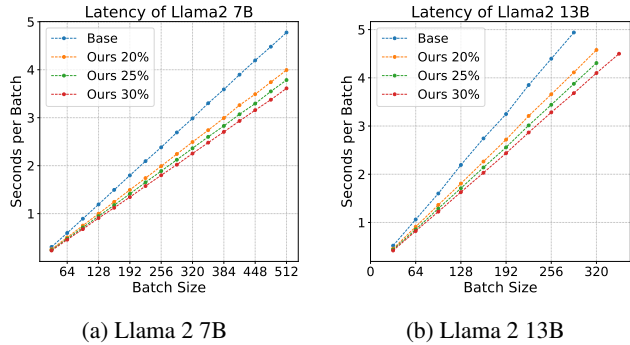 Latency of Llama2 7B
Seconds per Batch
5
4
3
2
1
Base
Ours 20%
Ours 25%
Ours 30%
64 128 192 256 320 384 448 512
Batch Size
(a) Llama 2 7B
Latency of Llama2 13B
Seconds per Batch
5
4
3
2
1
Base
Ours 20%
Ours 25%
Ours 30%
0 64 128 192 256 320
Batch Size
(b) Llama 2 13B